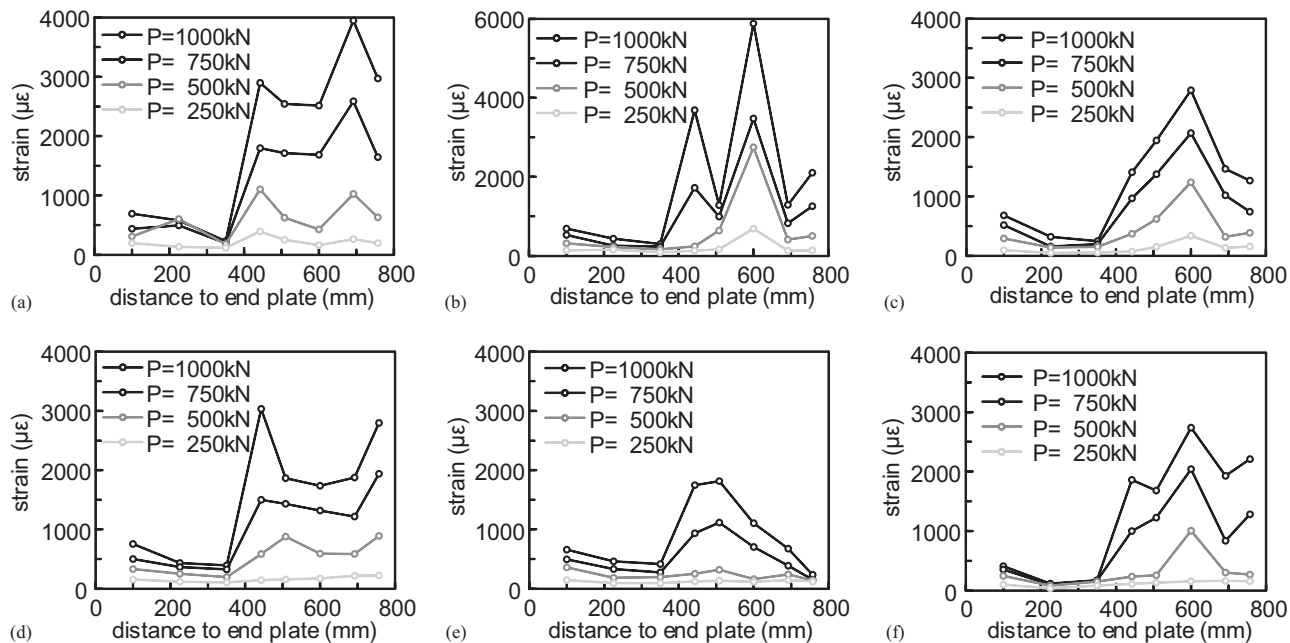 4000
3000
2000
1000
0
strain (με)
P=1000kN
P= 750kN
P= 500kN
P= 250kN
0 200 400 600 800
distance to end plate (mm)
(a)
6000
4000
2000
0
strain (με)
P=1000kN
P= 750kN
P= 500kN
P= 250kN
0 200 400 600 800
distance to end plate (mm)
(b)
4000
3000
2000
1000
0
strain (με)
P=1000kN
P= 750kN
P= 500kN
P= 250kN
0 200 400 600 800
distance to end plate (mm)
(c)
4000
3000
2000
1000
0
strain (με)
P=1000kN
P= 750kN
P= 500kN
P= 250kN
0 200 400 600 800
distance to end plate (mm)
(d)
4000
3000
2000
1000
0
strain (με)
P=1000kN
P= 750kN
P= 500kN
P= 250kN
0 200 400 600 800
distance to end plate (mm)
(e)
4000
3000
2000
1000
0
strain (με)
P=1000kN
P= 750kN
P= 500kN
P= 250kN
0 200 400 600 800
distance to end plate (mm)
(f)